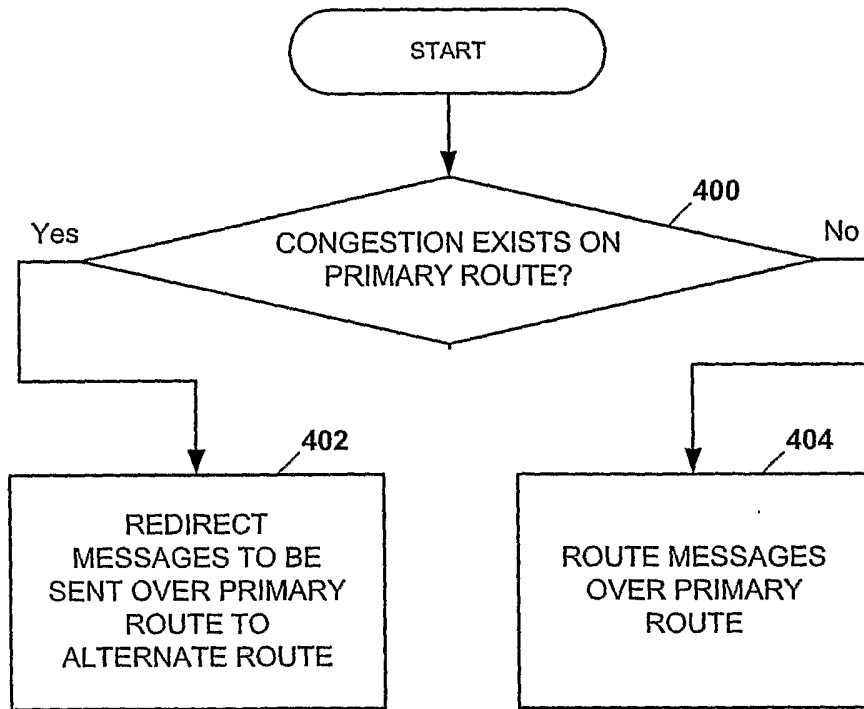 START
400
Yes
No
CONGESTION EXISTS ON
PRIMARY ROUTE?
402
404
REDIRECT
MESSAGES TO BE
SENT OVER PRIMARY
ROUTE TO
ALTERNATE ROUTE
ROUTE MESSAGES
OVER PRIMARY
ROUTE